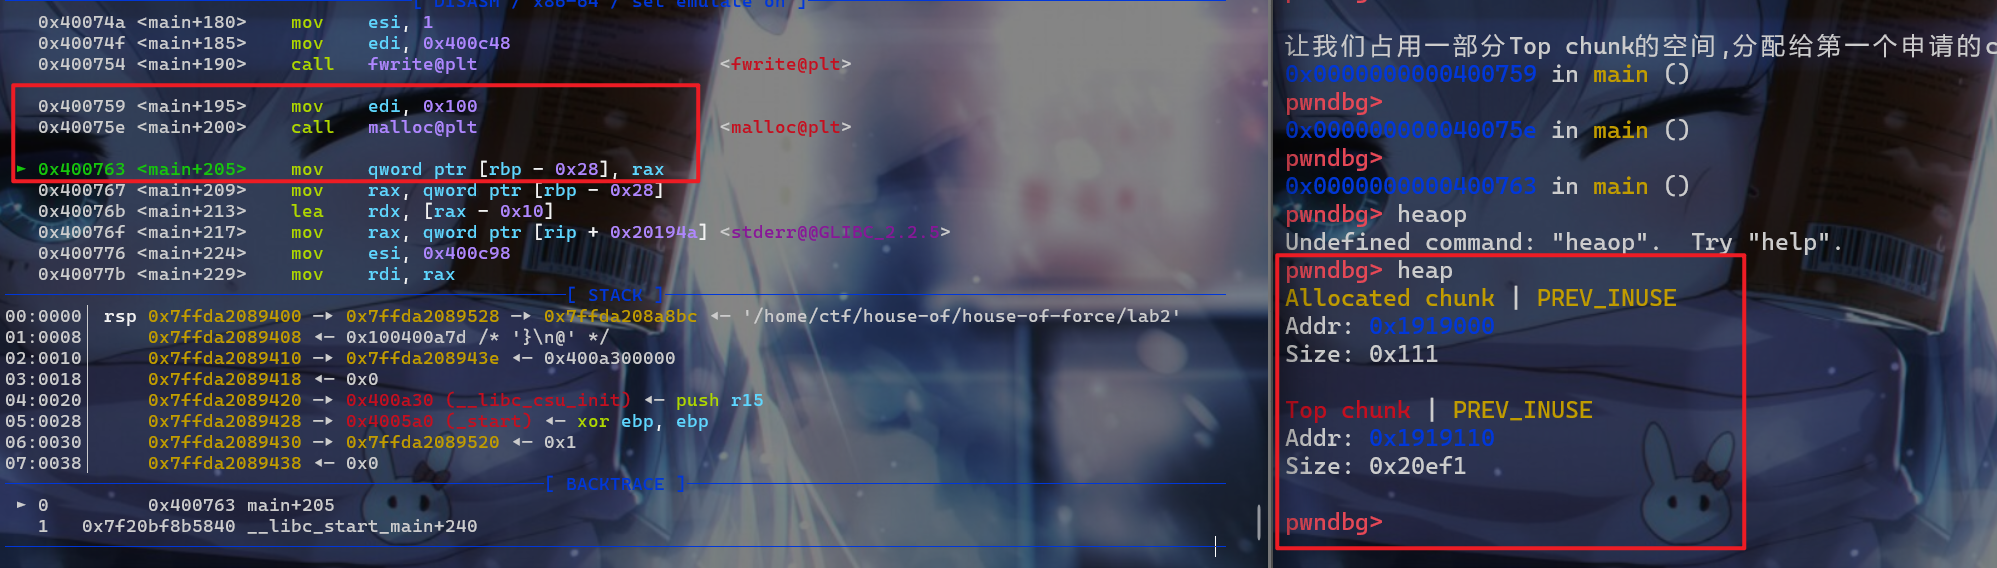 [ DISASM / x86-64 / set emulate on ]
0x40074a <main+180>    mov    esi, 1
0x40074f <main+185>    mov    edi, 0x400c48
0x400754 <main+190>    call   fwrite@plt                      <fwrite@plt>
0x400759 <main+195>    mov    edi, 0x100
0x40075e <main+200>    call   malloc@plt                      <malloc@plt>
► 0x400763 <main+205>    mov    qword ptr [rbp - 0x28], rax
0x400767 <main+209>    mov    rax, qword ptr [rbp - 0x28]
0x40076b <main+213>    lea    rdx, [rax - 0x10]
0x40076f <main+217>    mov    rax, qword ptr [rip + 0x20194a] <stderr@@GLIBC_2.2.5>
0x400776 <main+224>    mov    esi, 0x400c98
0x40077b <main+229>    mov    rdi, rax
[ STACK ]
00:0000│ rsp 0x7ffda2089400 —▸ 0x7ffda2089528 —▸ 0x7ffda208a8bc ◂— '/home/ctf/house-of/house-of-force/lab2'
01:0008│     0x7ffda2089408 ◂— 0x100400a7d /* '}\n@' */
02:0010│     0x7ffda2089410 —▸ 0x7ffda208943e ◂— 0x400a300000
03:0018│     0x7ffda2089418 ◂— 0x0
04:0020│     0x7ffda2089420 —▸ 0x400a30 (__libc_csu_init) ◂— push r15
05:0028│     0x7ffda2089428 —▸ 0x4005a0 (_start) ◂— xor ebp, ebp
06:0030│     0x7ffda2089430 —▸ 0x7ffda2089520 ◂— 0x1
07:0038│     0x7ffda2089438 ◂— 0x0
[ BACKTRACE ]
► 0         0x400763 main+205
1   0x7f20bf8b5840 __libc_start_main+240
让我们占用一部分Top chunk的空间,分配给第一个申请的c
0x0000000000400759 in main ()
pwndbg>
0x000000000040075e in main ()
pwndbg>
0x0000000000400763 in main ()
pwndbg> heaop
Undefined command: "heaop".  Try "help".
pwndbg> heap
Allocated chunk | PREV_INUSE
Addr: 0x1919000
Size: 0x111
Top chunk | PREV_INUSE
Addr: 0x1919110
Size: 0x20ef1
pwndbg>